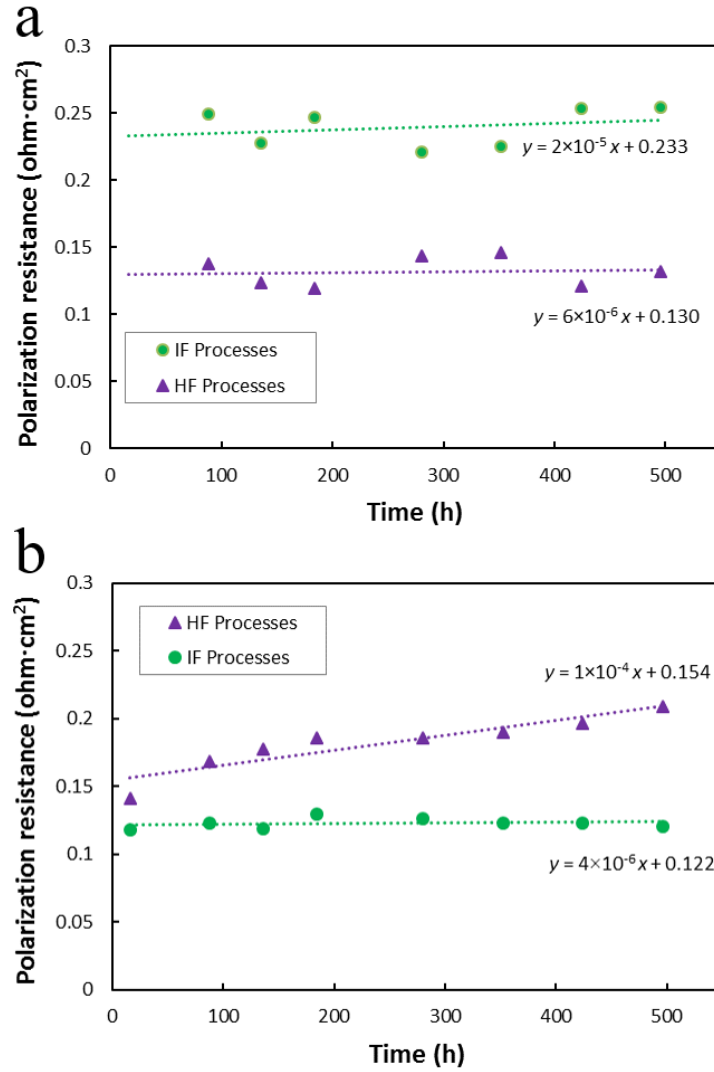 a
0.3
0.25
0.2
0.15
0.1
0.05
0
Polarization resistance (ohm·cm²)
y = 2×10⁻⁵ x + 0.233
y = 6×10⁻⁶ x + 0.130
IF Processes
HF Processes
0 100 200 300 400 500
Time (h)
b
0.3
0.25
0.2
0.15
0.1
0.05
0
Polarization resistance (ohm·cm²)
HF Processes
IF Processes
y = 1×10⁻⁴ x + 0.154
y = 4×10⁻⁶ x + 0.122
0 100 200 300 400 500
Time (h)